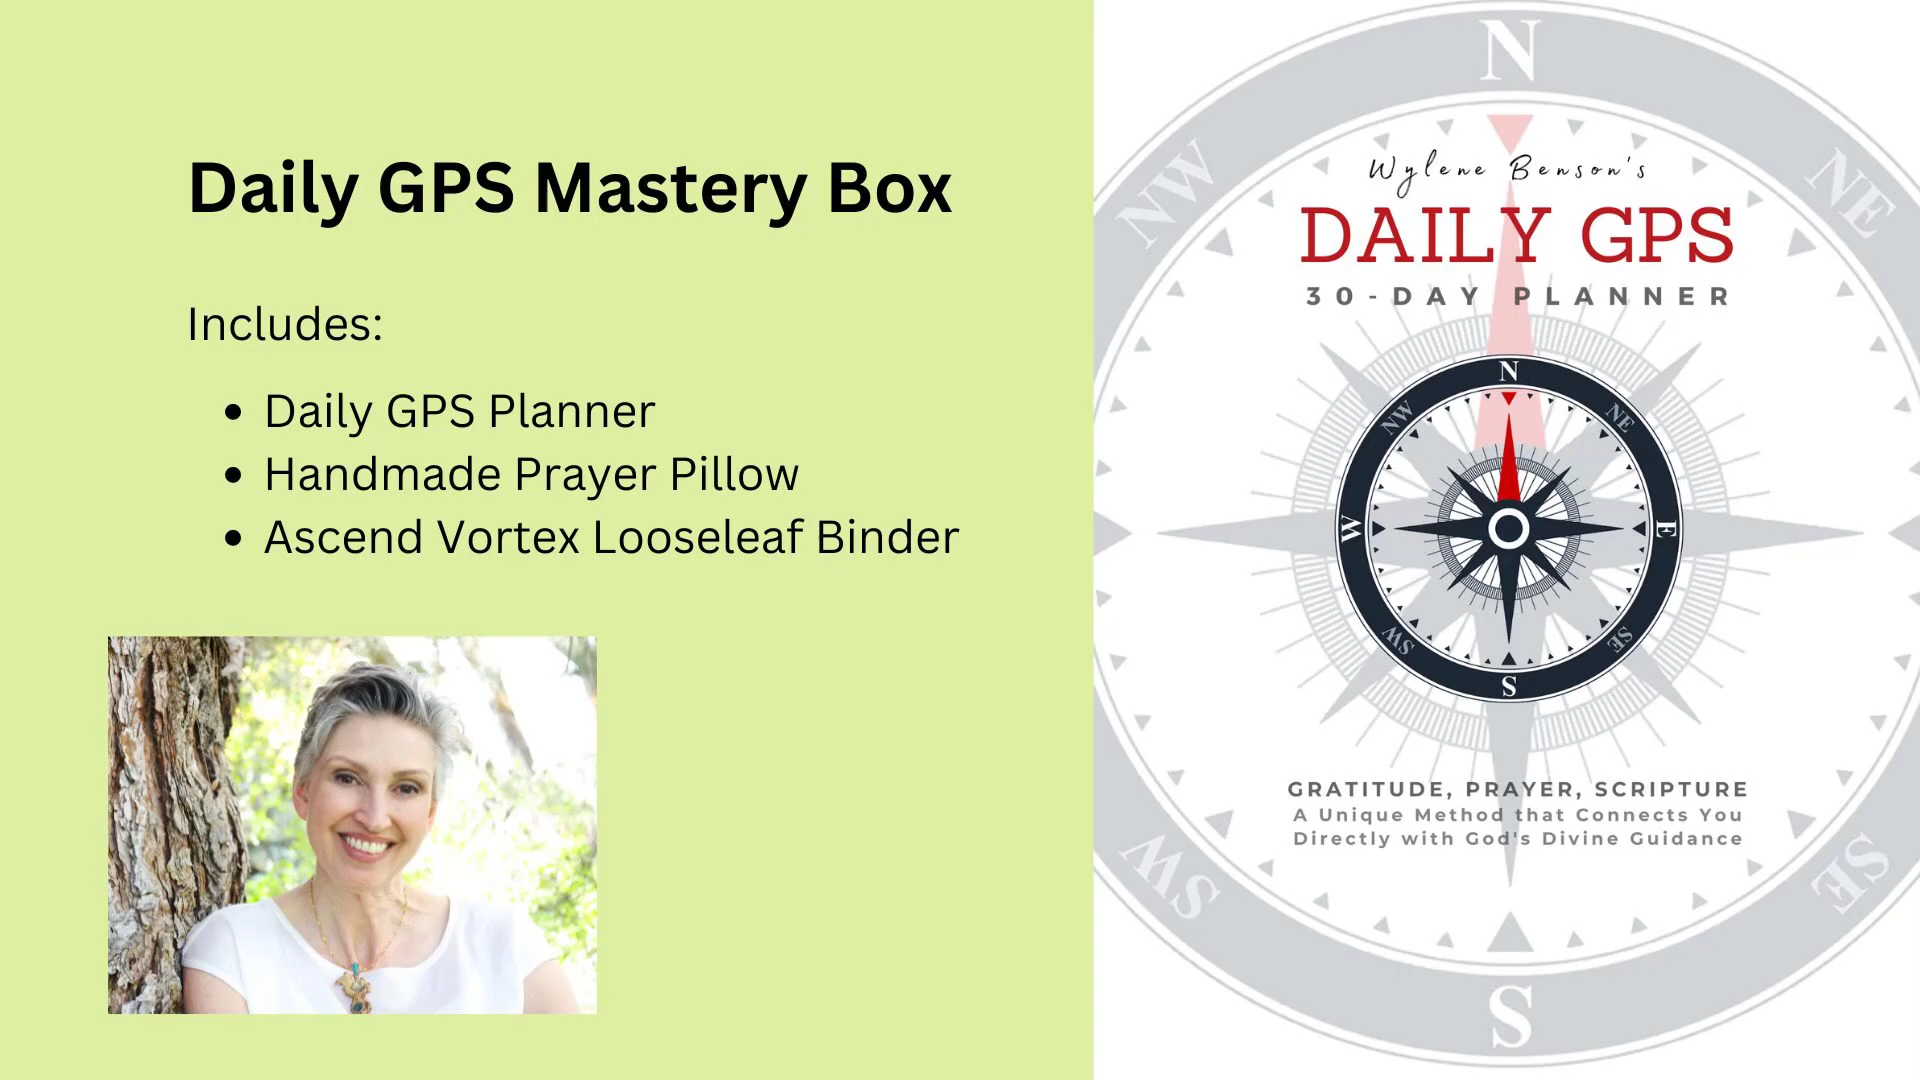 Daily GPS Mastery Box
Includes:
Daily GPS Planner
Handmade Prayer Pillow
Ascend Vortex Looseleaf Binder
N
NW
NE
Wylene Benson's
DAILY GPS
30-DAY PLANNER
N
NW
NE
W
E
SW
SE
S
GRATITUDE, PRAYER, SCRIPTURE
A Unique Method that Connects You
Directly with God's Divine Guidance
SW
SE
S